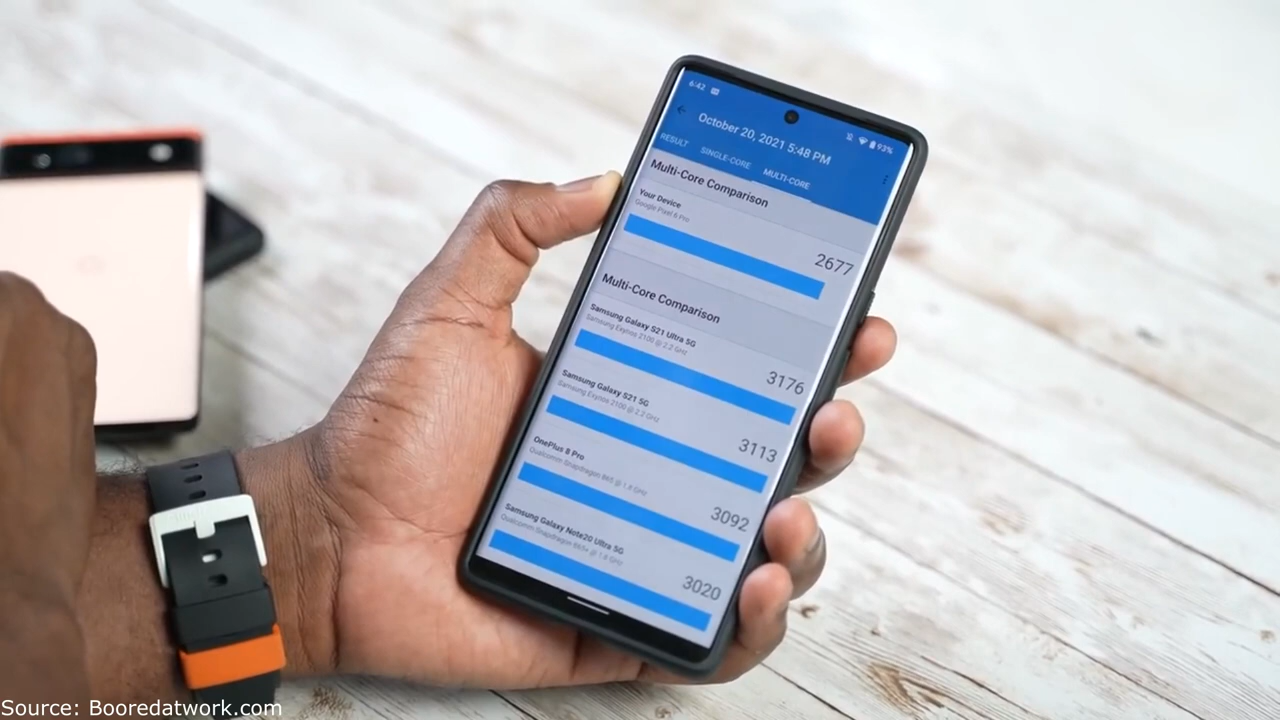 6:42
93%
October 20, 2021 5:48 PM
RESULT SINGLE-CORE MULTI-CORE
Multi-Core Comparison
Your Device
Google Pixel 6 Pro
2677
Multi-Core Comparison
Samsung Galaxy S21 Ultra 5G
Samsung Exynos 2100 @ 2.2 GHz
3176
Samsung Galaxy S21 5G
Samsung Exynos 2100 @ 2.2 GHz
3113
OnePlus 8 Pro
Qualcomm Snapdragon 865 @ 1.8 GHz
3092
Samsung Galaxy Note20 Ultra 5G
Qualcomm Snapdragon 865+ @ 1.8 GHz
3020
Source: Booredatwork.com